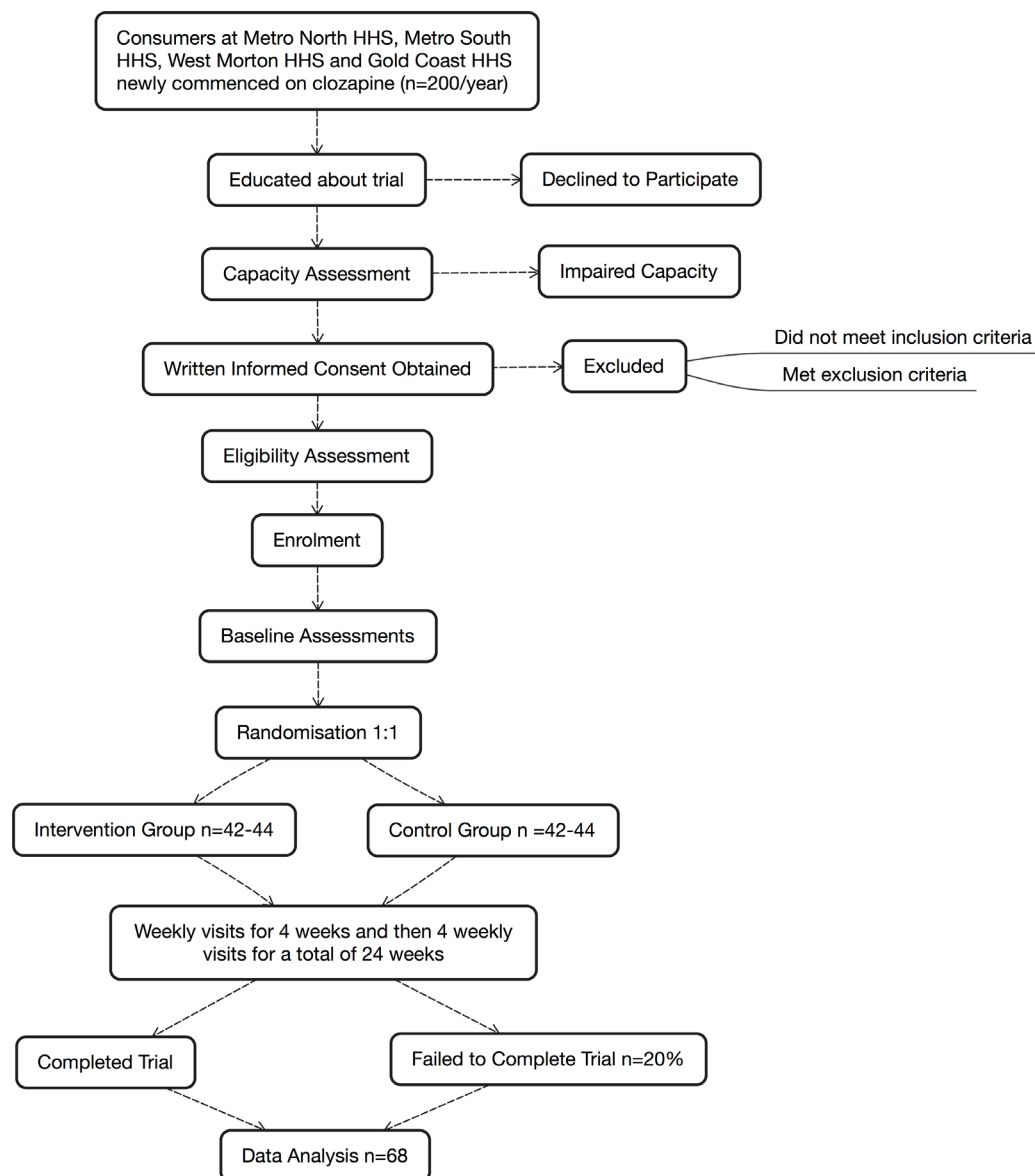 Consumers at Metro North HHS, Metro South
HHS, West Morton HHS and Gold Coast HHS
newly commenced on clozapine (n=200/year)
Educated about trial
Declined to Participate
Capacity Assessment
Impaired Capacity
Written Informed Consent Obtained
Excluded
Did not meet inclusion criteria
Met exclusion criteria
Eligibility Assessment
Enrolment
Baseline Assessments
Randomisation 1:1
Intervention Group n=42-44
Control Group n =42-44
Weekly visits for 4 weeks and then 4 weekly
visits for a total of 24 weeks
Completed Trial
Failed to Complete Trial n=20%
Data Analysis n=68